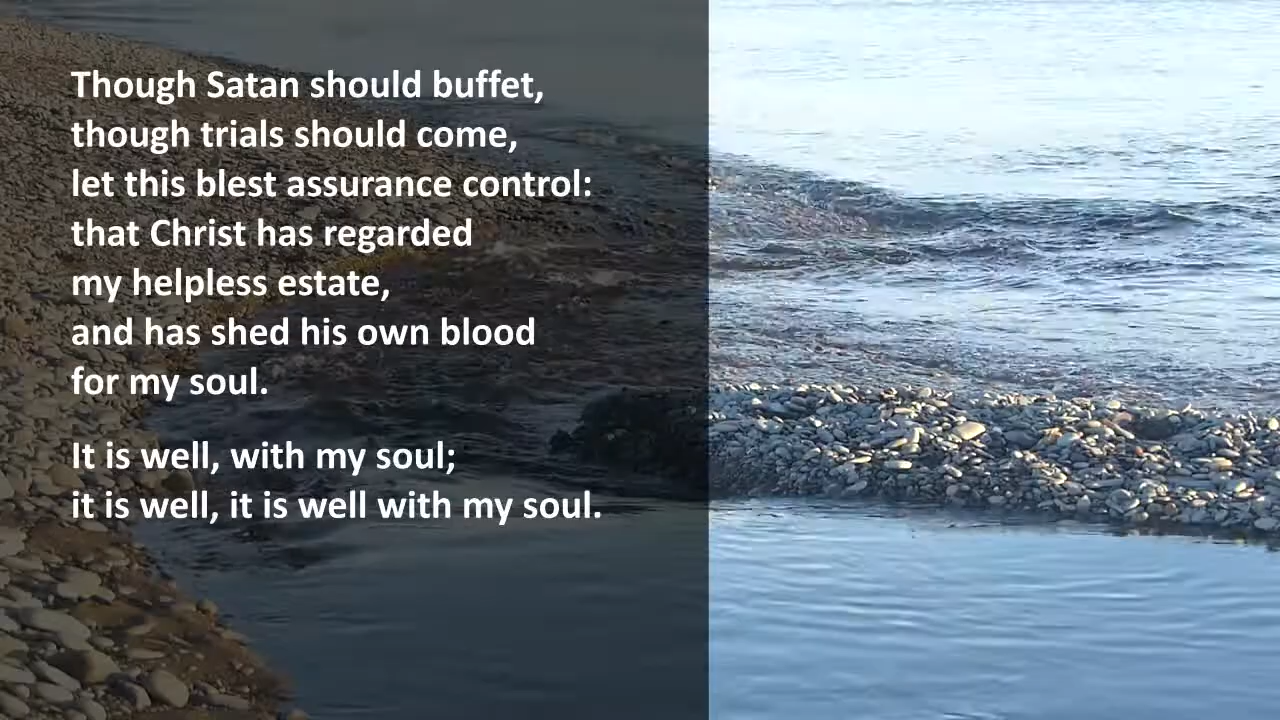 Though Satan should buffet,
though trials should come,
let this blest assurance control:
that Christ has regarded
my helpless estate,
and has shed his own blood
for my soul.
It is well, with my soul;
it is well, it is well with my soul.